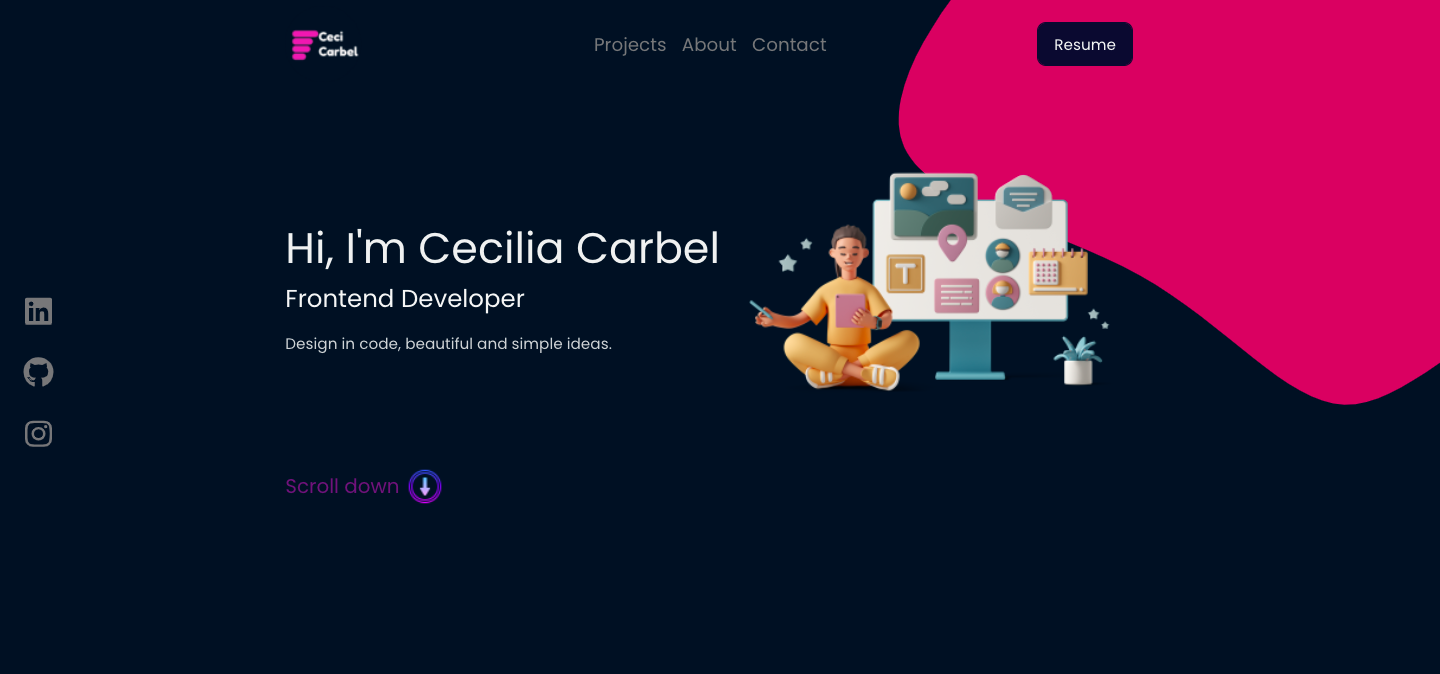 Ceci
Carbel
Projects About Contact
Resume
Hi, I'm Cecilia Carbel
Frontend Developer
Design in code, beautiful and simple ideas.
T
in
Scroll down